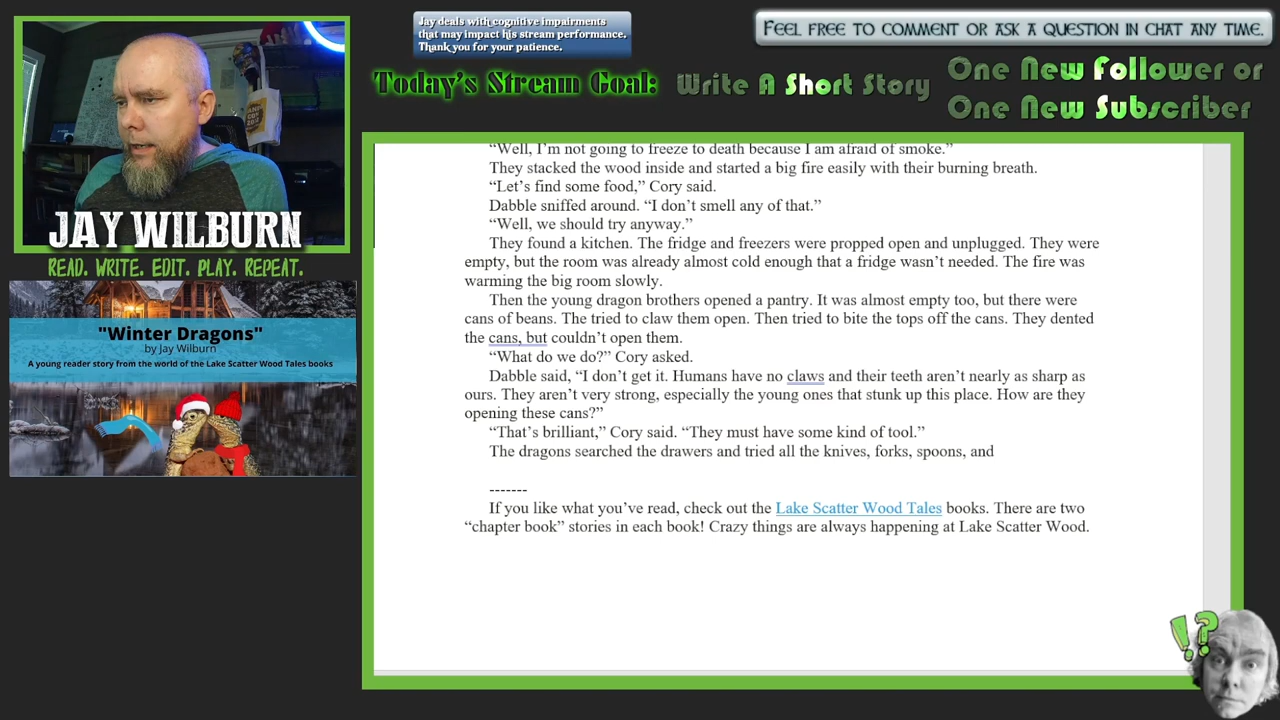 Jay deals with cognitive impairments
that may impact his stream performance.
Thank you for your patience.
FEEL FREE TO COMMENT OR ASK A QUESTION IN CHAT ANY TIME.
Today's Stream Goal:
Write A Short Story
One New Follower or
One New Subscriber
JAY WILBURN
READ. WRITE. EDIT. PLAY. REPEAT.
"Winter Dragons"
by Jay Wilburn
A young reader story from the world of the Lake Scatter Wood Tales books
“Well, I’m not going to freeze to death because I am afraid of smoke.”
They stacked the wood inside and started a big fire easily with their burning breath.
“Let’s find some food,” Cory said.
Dabble sniffed around. “I don’t smell any of that.”
“Well, we should try anyway.”
They found a kitchen. The fridge and freezers were propped open and unplugged. They were
empty, but the room was already almost cold enough that a fridge wasn’t needed. The fire was
warming the big room slowly.
Then the young dragon brothers opened a pantry. It was almost empty too, but there were
cans of beans. The tried to claw them open. Then tried to bite the tops off the cans. They dented
the cans, but couldn’t open them.
“What do we do?” Cory asked.
Dabble said, “I don’t get it. Humans have no claws and their teeth aren’t nearly as sharp as
ours. They aren’t very strong, especially the young ones that stunk up this place. How are they
opening these cans?”
“That’s brilliant,” Cory said. “They must have some kind of tool.”
The dragons searched the drawers and tried all the knives, forks, spoons, and
-------
If you like what you’ve read, check out the Lake Scatter Wood Tales books. There are two
“chapter book” stories in each book! Crazy things are always happening at Lake Scatter Wood.
!?